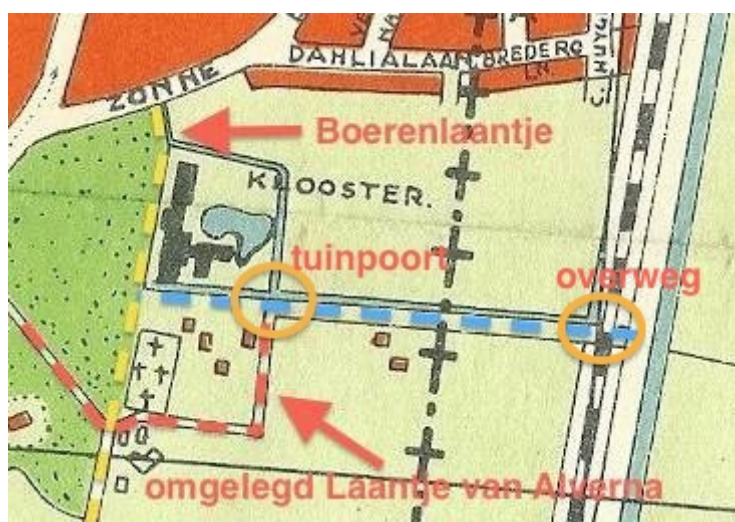 DAHLIALAAN
BREDERO
LN.
C. HUYG
ZONNE
Boerenlaantje
KLOOSTER.
tuinpoort
overweg
omgelegd Laantje van Alverna